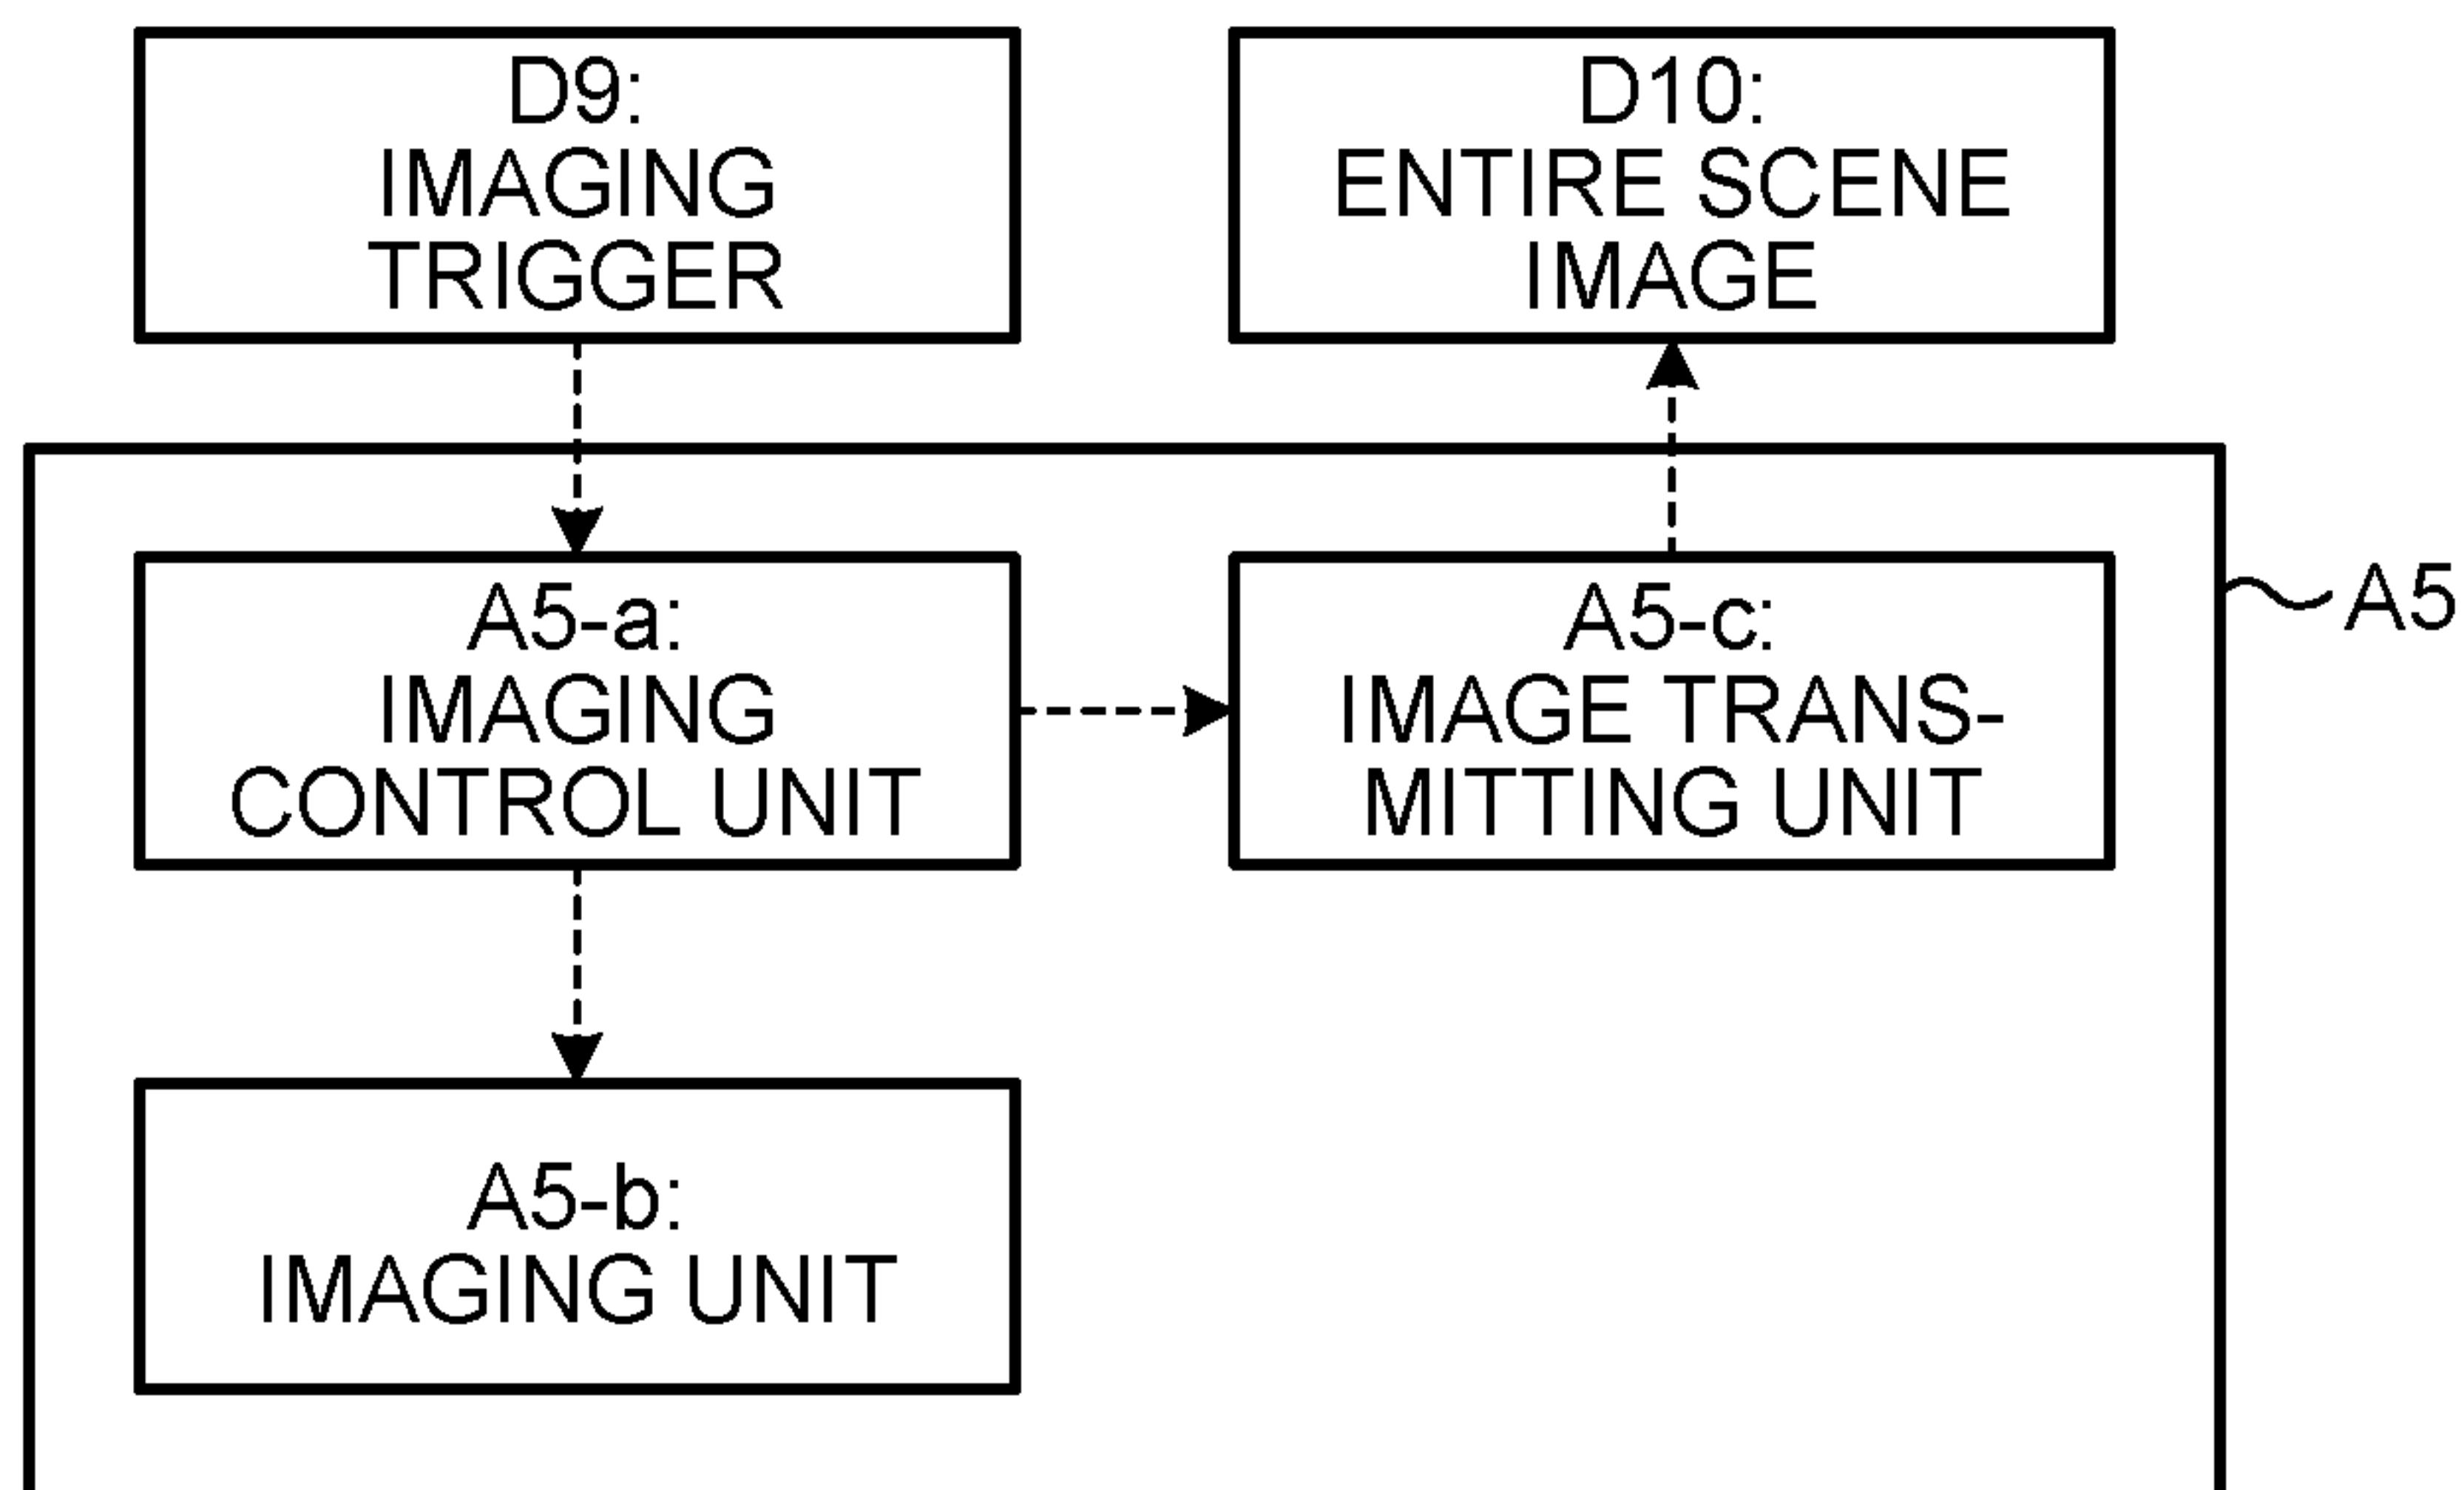 D9:
IMAGING
TRIGGER
D10:
ENTIRE SCENE
IMAGE
A5-a:
IMAGING
CONTROL UNIT
A5-c:
IMAGE TRANS-
MITTING UNIT
A5
A5-b:
IMAGING UNIT